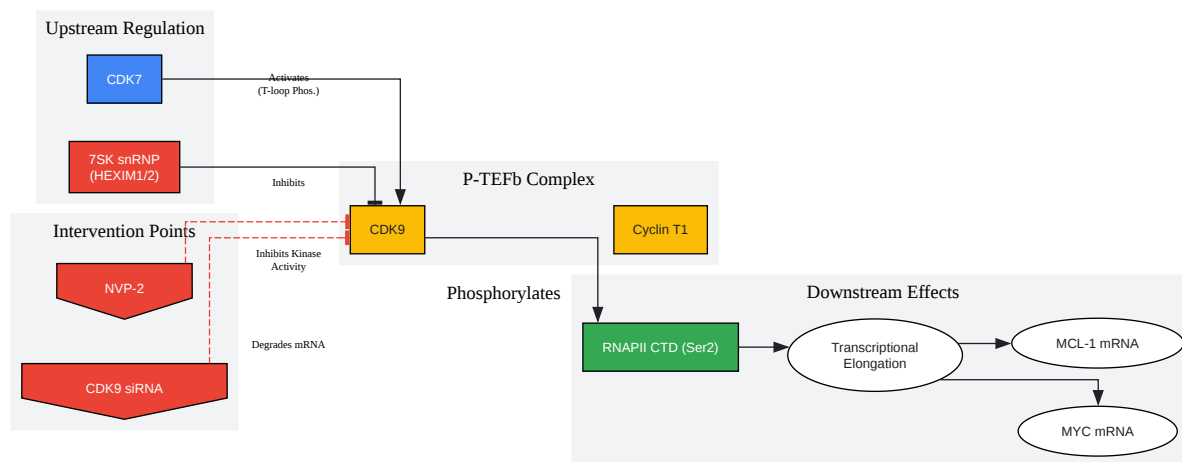 Upstream Regulation
CDK7
Activates
(T-loop Phos.)
7SK snRNP
(HEXIM1/2)
Inhibits
P-TEFb Complex
CDK9
Cyclin T1
Intervention Points
NVP-2
Inhibits Kinase
Activity
CDK9 siRNA
Degrades mRNA
Phosphorylates
Downstream Effects
RNAPII CTD (Ser2)
Transcriptional
Elongation
MCL-1 mRNA
MYC mRNA